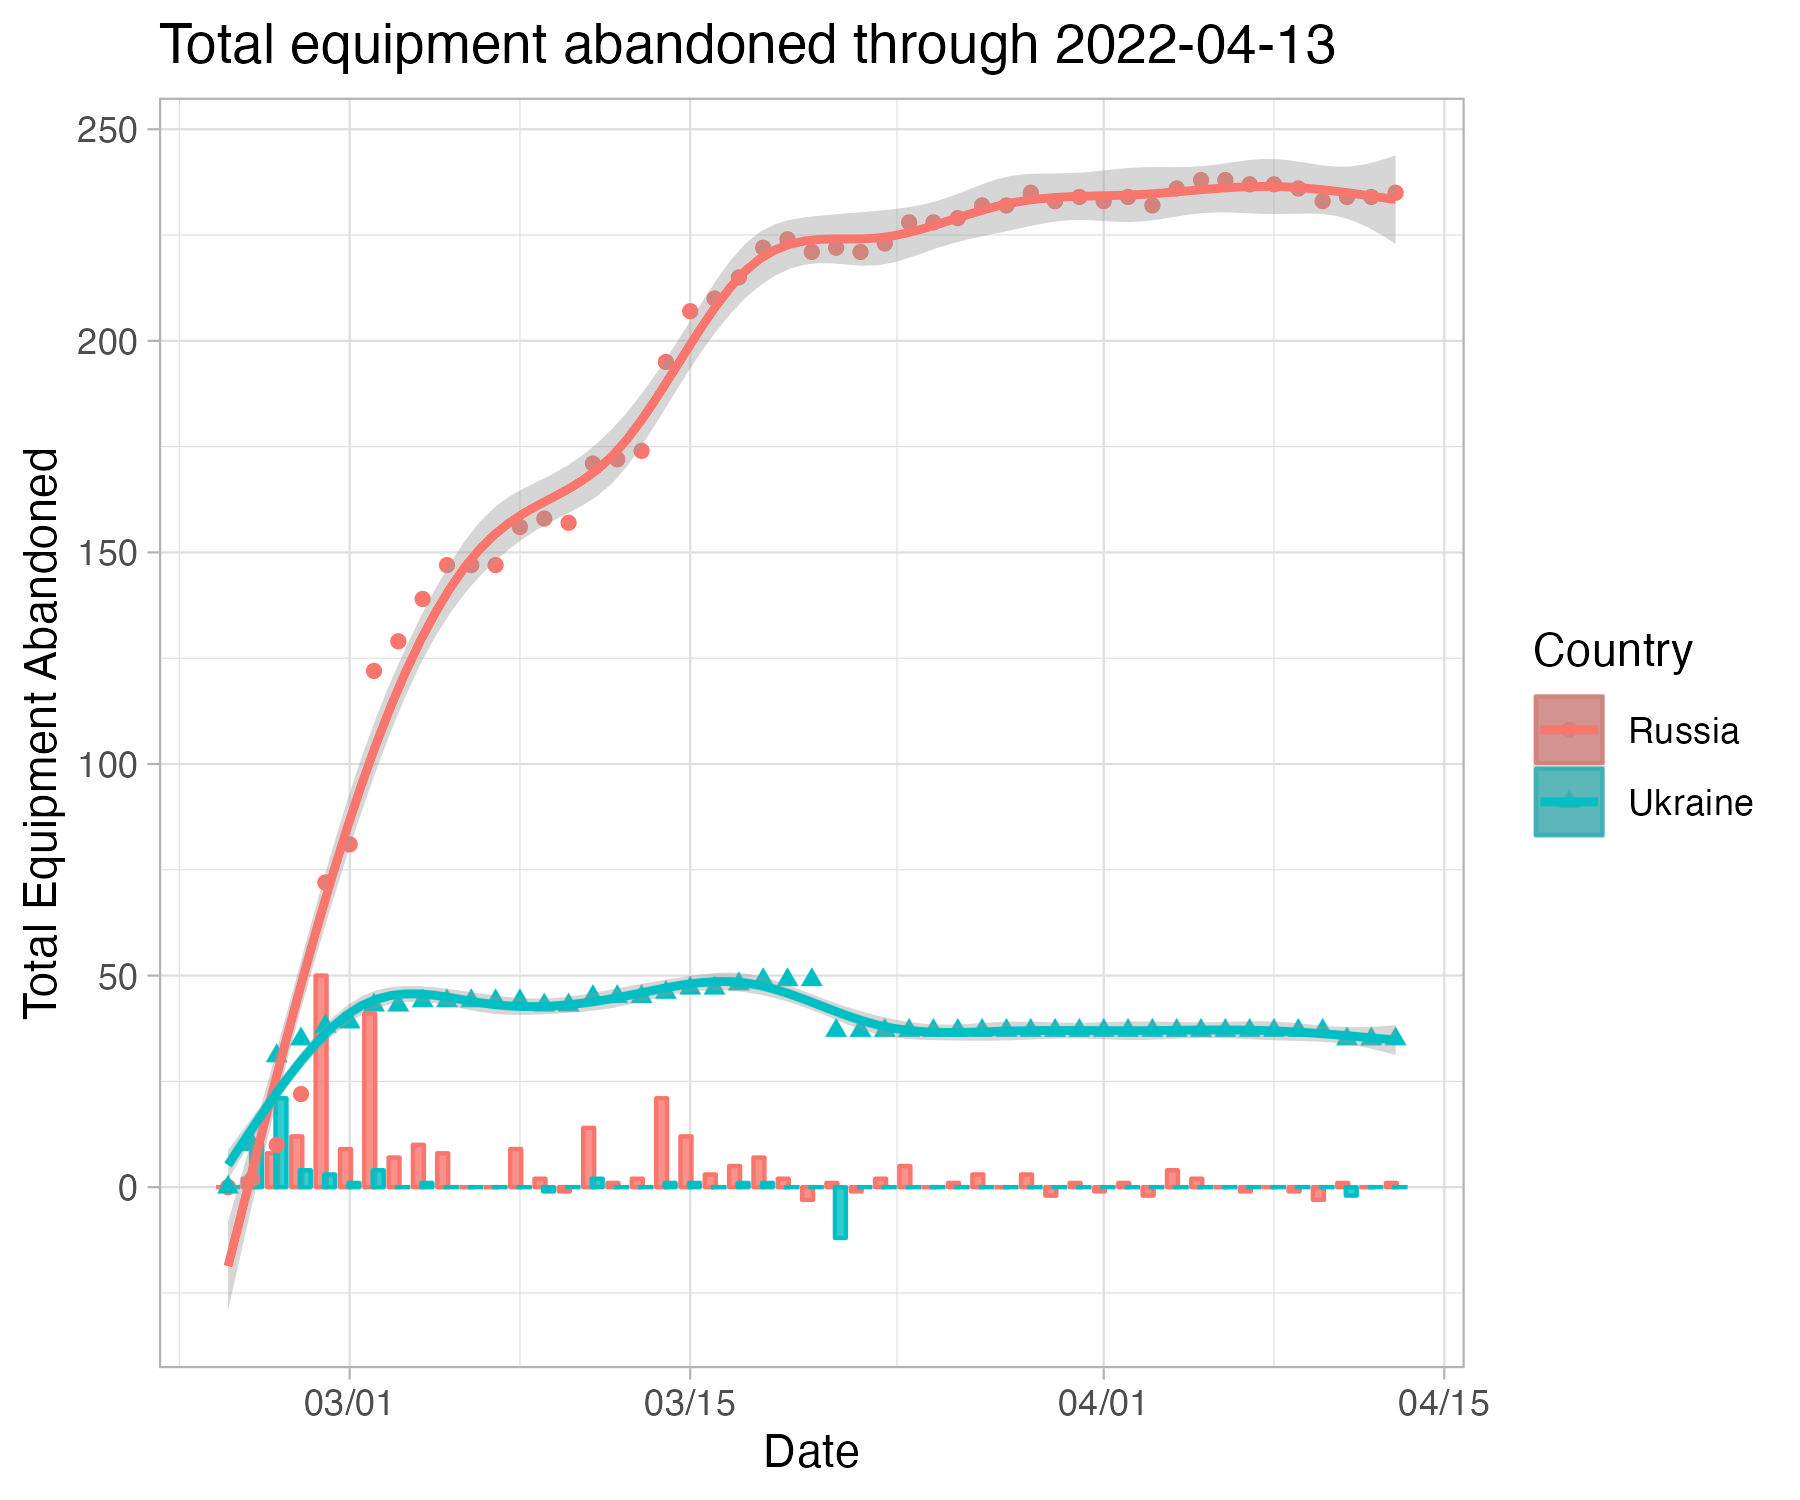 Total equipment abandoned through 2022-04-13
Total Equipment Abandoned
250
200
150
100
50
0
03/01
03/15
04/01
04/15
Date
Country
Russia
Ukraine